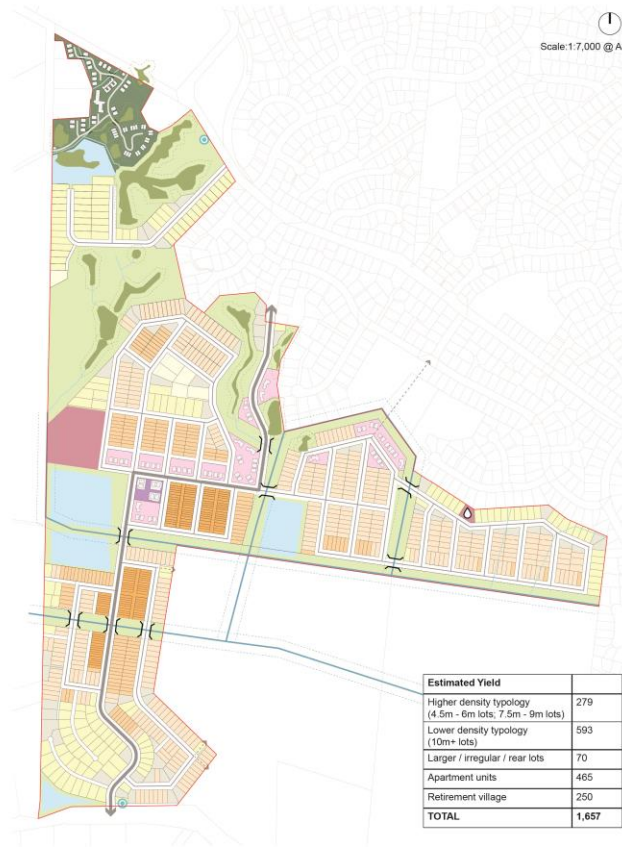 Scale:1:7,000 @ A
Estimated Yield
Higher density typology 279
(4.5m - 6m lots; 7.5m - 9m lots)
Lower density typology 593
(10m+ lots)
Larger / irregular / rear lots 70
Apartment units 465
Retirement village 250
TOTAL 1,657